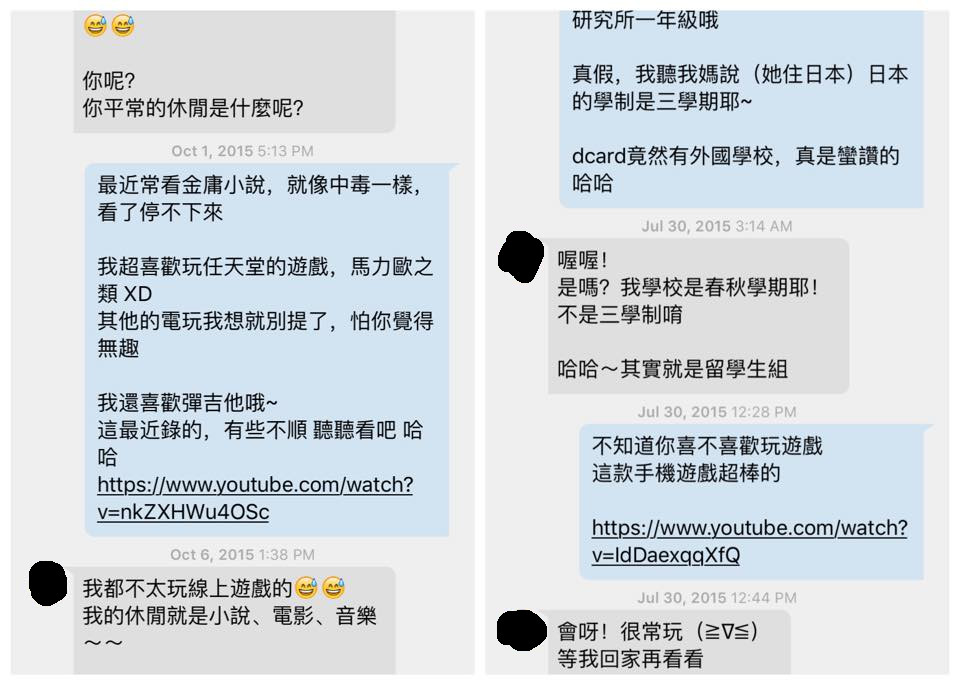 😅😅
你呢?
你平常的休閒是什麼呢?
Oct 1, 2015 5:13 PM
最近常看金庸小說，就像中毒一樣，
看了停不下來
我超喜歡玩任天堂的遊戲，馬力歐之
類 XD
其他的電玩我想就別提了，怕你覺得
無趣
我還喜歡彈吉他哦~
這最近錄的，有些不順 聽聽看吧 哈
哈
https://www.youtube.com/watch?
v=nkZXHWu4OSc
Oct 6, 2015 1:38 PM
我都不太玩線上遊戲的😅😅
我的休閒就是小說、電影、音樂
～～
研究所一年級哦
真假，我聽我媽說（她住日本）日本
的學制是三學期耶~
dcard竟然有外國學校，真是蠻讚的
哈哈
Jul 30, 2015 3:14 AM
喔喔！
是嗎？我學校是春秋學期耶！
不是三學制唷
哈哈～其實就是留學生組
Jul 30, 2015 12:28 PM
不知道你喜不喜歡玩遊戲
這款手機遊戲超棒的
https://www.youtube.com/watch?
v=IdDaexqqXfQ
Jul 30, 2015 12:44 PM
會呀！很常玩（≧∇≦）
等我回家再看看